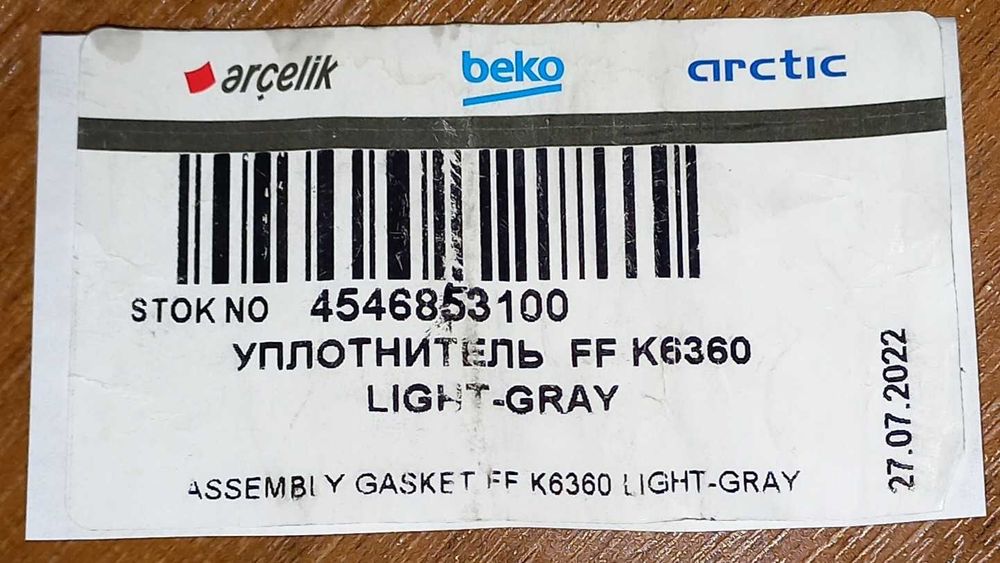 arçelik beko arctic
STOK NO 4546853100
УПЛОТНИТЕЛЬ FF K6360
LIGHT-GRAY
ASSEMBLY GASKET FF K6360 LIGHT-GRAY
27.07.2022